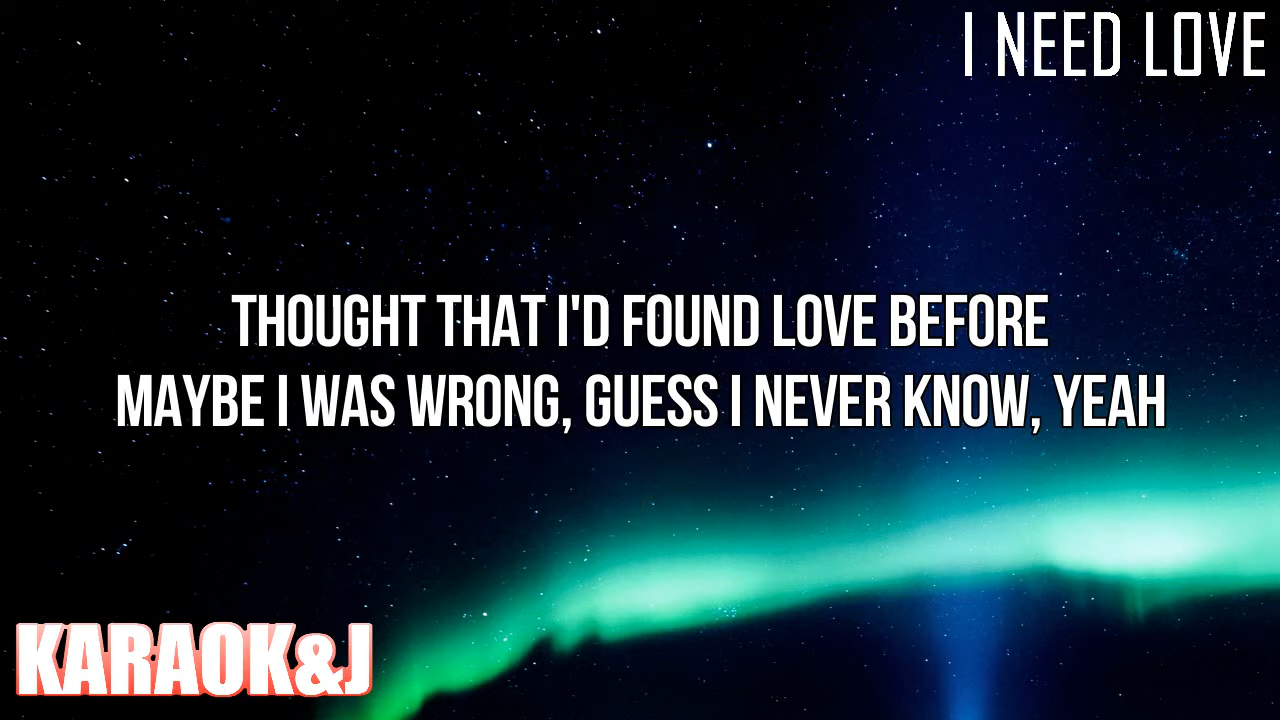 I NEED LOVE
THOUGHT THAT I'D FOUND LOVE BEFORE
MAYBE I WAS WRONG, GUESS I NEVER KNOW, YEAH
KARAOK&J